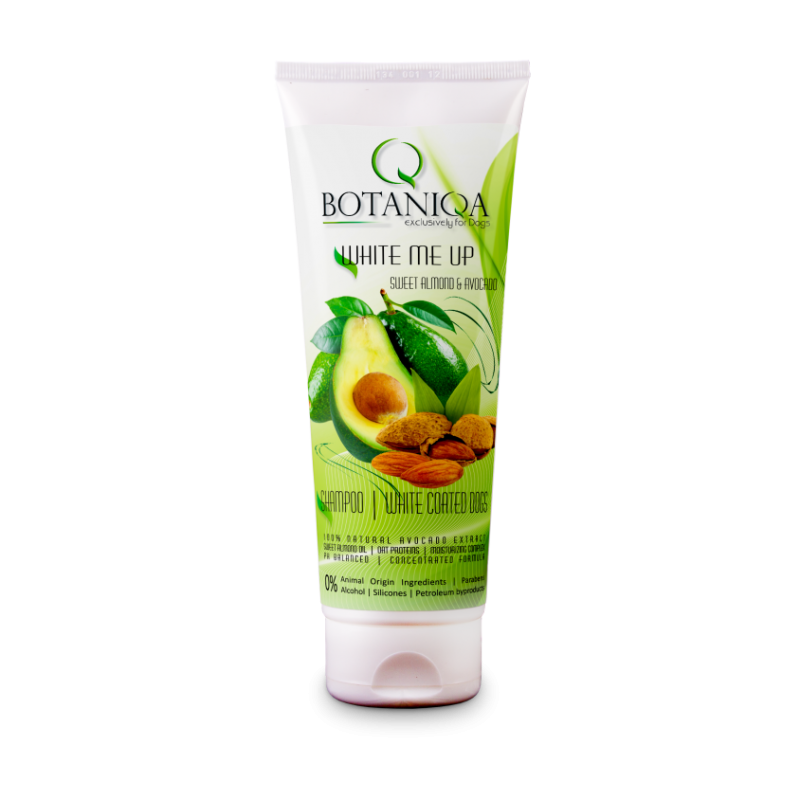 BOTANIQA
exclusively for Dogs
WHITE ME UP
SWEET ALMOND & AVOCADO
SHAMPOO | WHITE COATED DOGS
100% NATURAL AVOCADO EXTRACT
SWEET ALMOND OIL | OAT PROTEINS | MOISTURIZING COMPLEX
PH BALANCED | CONCENTRATED FORMULA
0% Animal Origin Ingredients | Parabens
Alcohol | Silicones | Petroleum byproducts